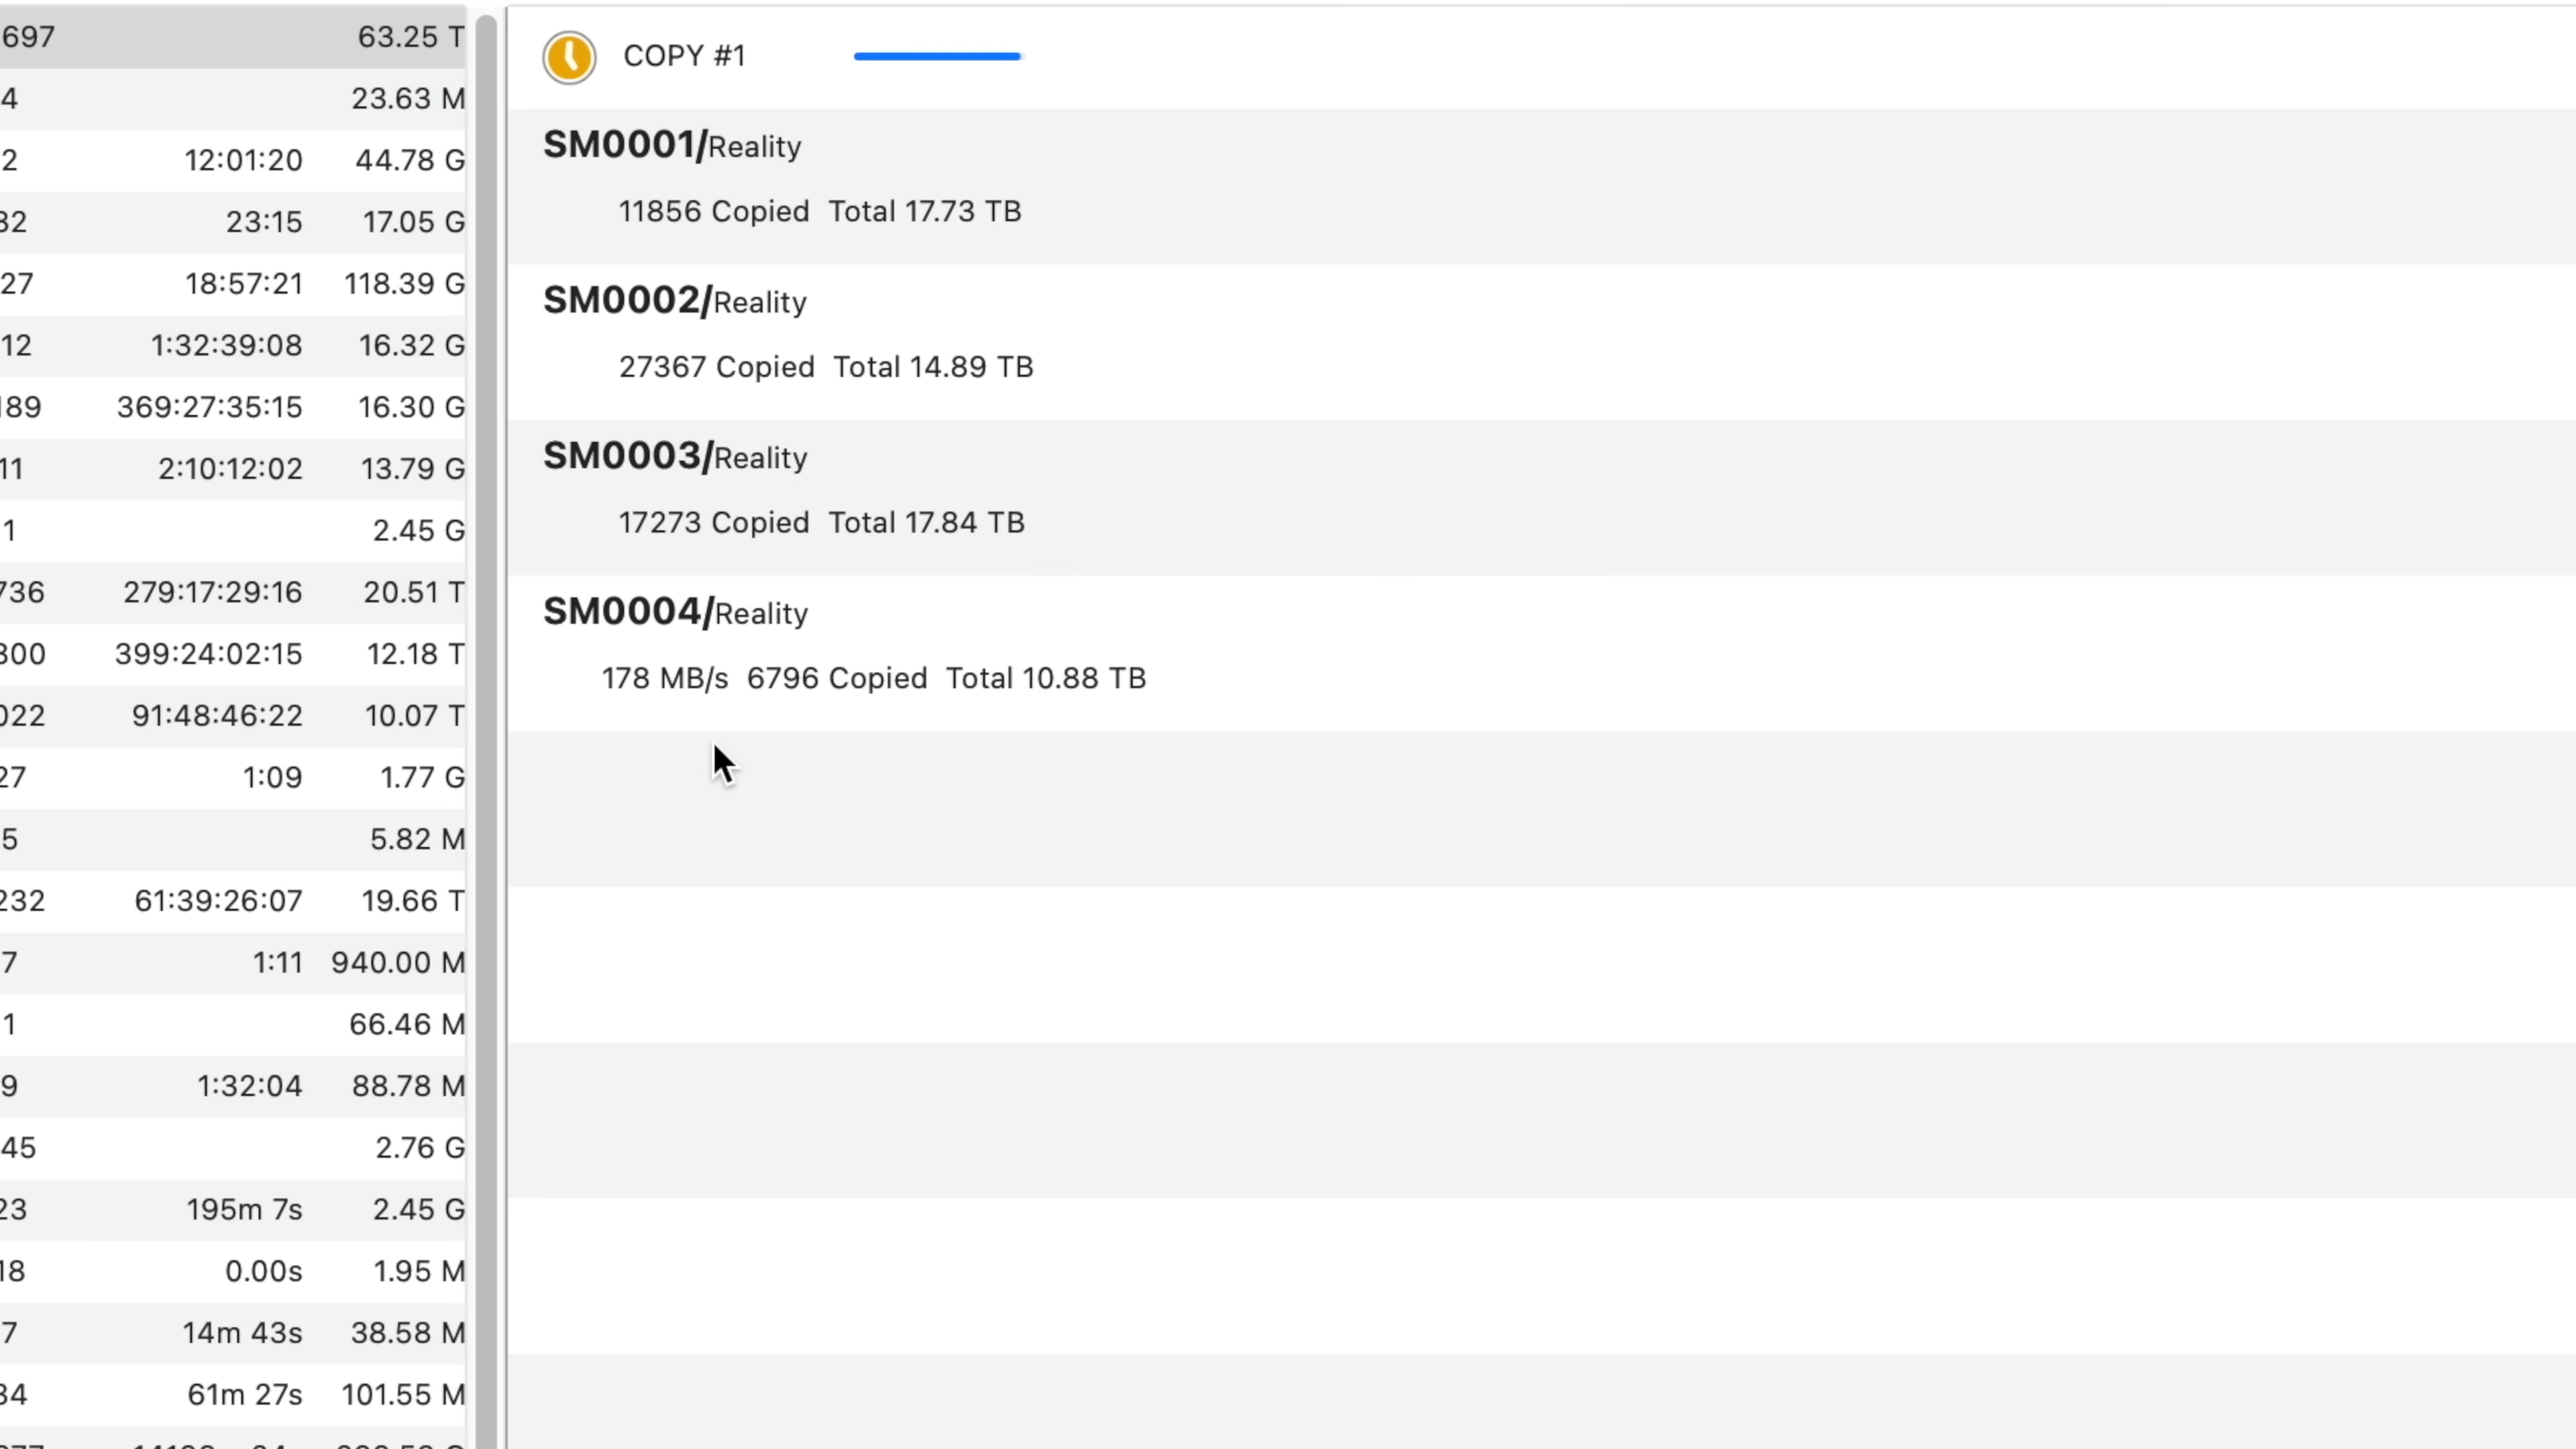 697 63.25 T
4 23.63 M
2 12:01:20 44.78 G
32 23:15 17.05 G
27 18:57:21 118.39 G
12 1:32:39:08 16.32 G
189 369:27:35:15 16.30 G
11 2:10:12:02 13.79 G
1 2.45 G
736 279:17:29:16 20.51 T
300 399:24:02:15 12.18 T
022 91:48:46:22 10.07 T
27 1:09 1.77 G
5 5.82 M
232 61:39:26:07 19.66 T
7 1:11 940.00 M
1 66.46 M
9 1:32:04 88.78 M
45 2.76 G
23 195m 7s 2.45 G
18 0.00s 1.95 M
7 14m 43s 38.58 M
34 61m 27s 101.55 M
COPY #1
SM0001/Reality
11856 Copied Total 17.73 TB
SM0002/Reality
27367 Copied Total 14.89 TB
SM0003/Reality
17273 Copied Total 17.84 TB
SM0004/Reality
178 MB/s 6796 Copied Total 10.88 TB